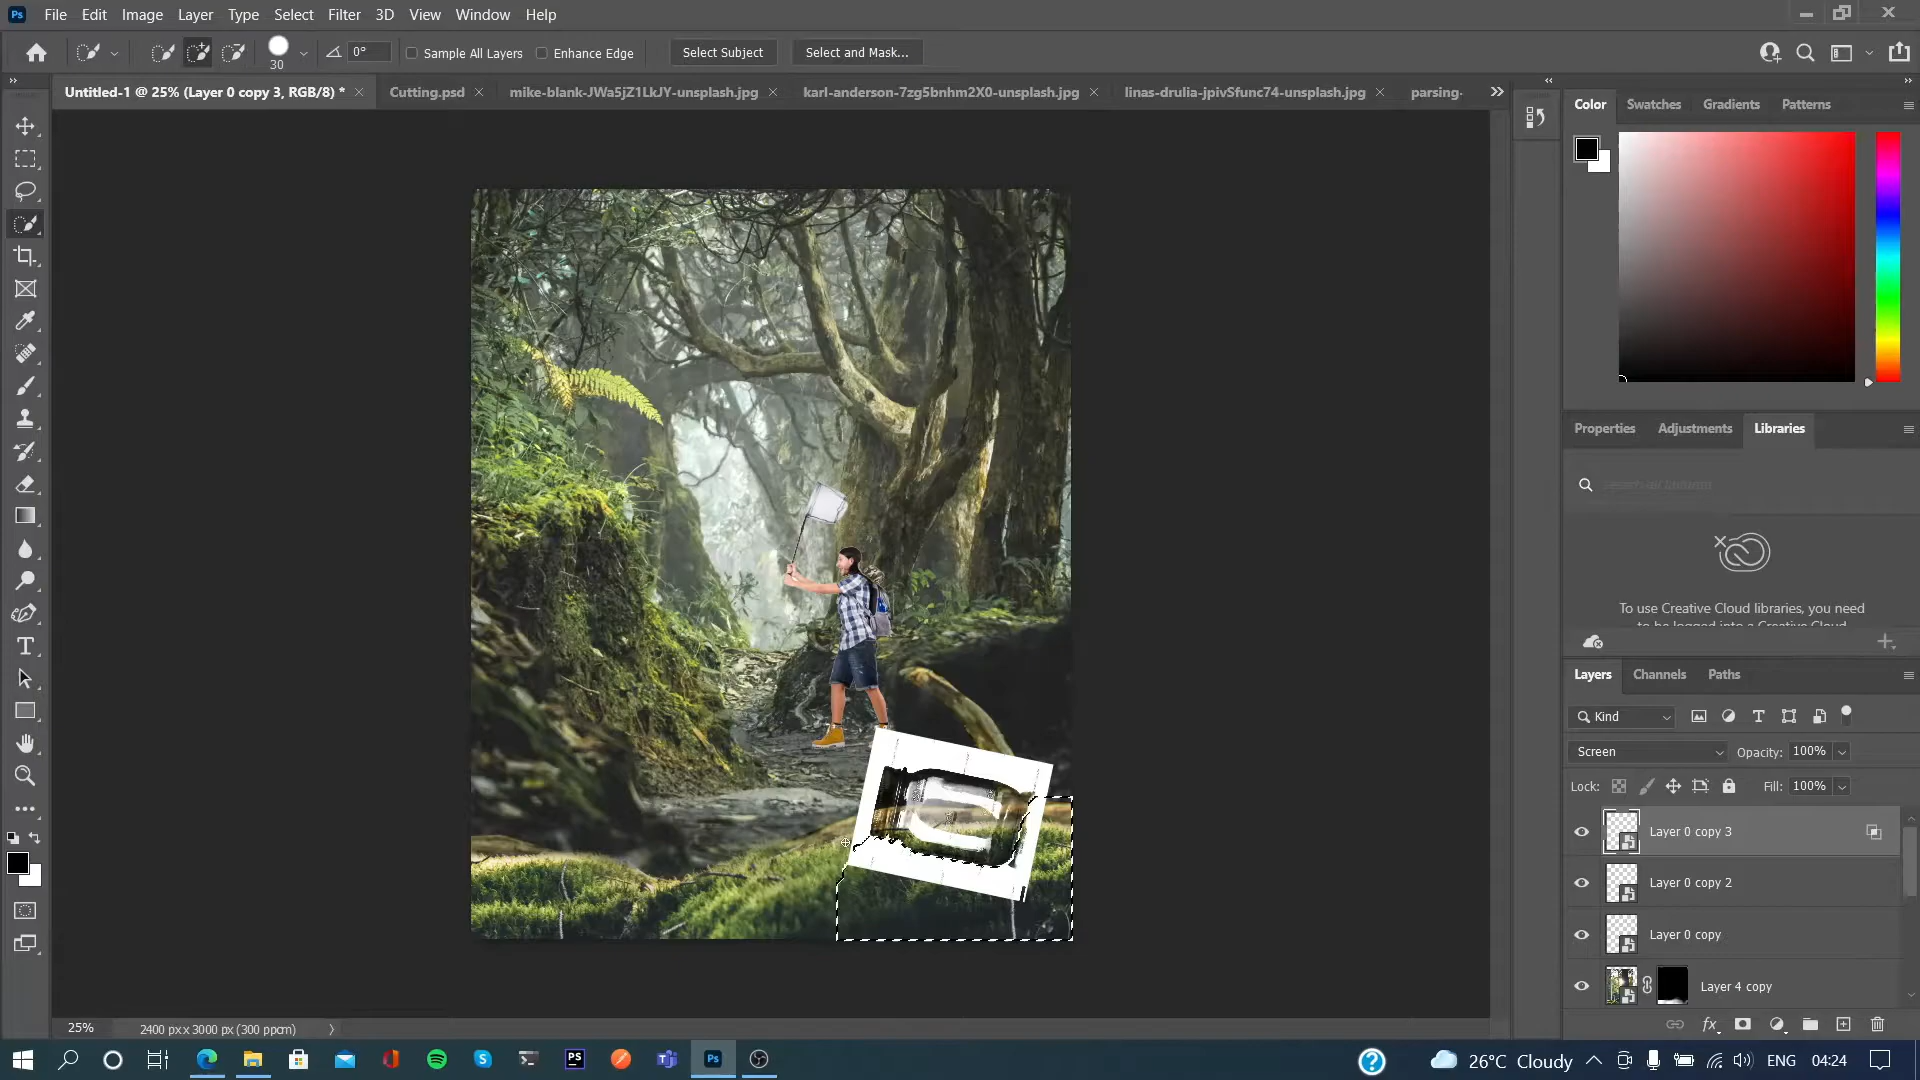 Ps File Edit Image Layer Type Select Filter 3D View Window Help
30 0° Sample All Layers Enhance Edge Select Subject Select and Mask...
Untitled-1 @ 25% (Layer 0 copy 3, RGB/8) * Cutting.psd mike-blank-JWa5jZ1LkJY-unsplash.jpg karl-anderson-7zg5bnhm2X0-unsplash.jpg linas-drulia-jpivSfunc74-unsplash.jpg parsing-
Color Swatches Gradients Patterns
Properties Adjustments Libraries
To use Creative Cloud libraries, you need
to be logged into a Creative Cloud
Layers Channels Paths
Kind
Screen Opacity: 100%
Lock: Fill: 100%
Layer 0 copy 3
Layer 0 copy 2
Layer 0 copy
Layer 4 copy
fx
25% 2400 px x 3000 px (300 ppcm)
PS Ps 26°C Cloudy ENG 04:24